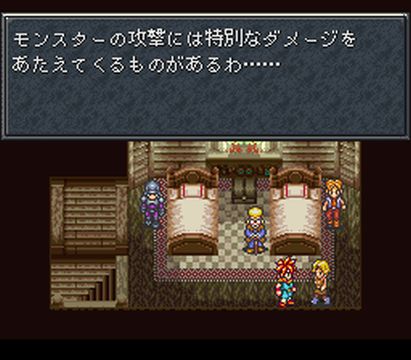 モンスターの攻撃には特別なダメージを
あたえてくるものがあるわ……